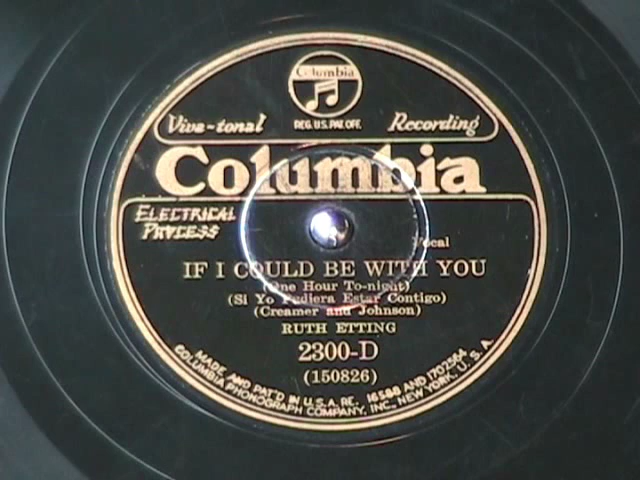 Columbia
REG. U.S. PAT. OFF.
Viva-tonal Recording
Columbia
ELECTRICAL
PROCESS
Vocal
IF I COULD BE WITH YOU
(One Hour To-night)
(Si Yo Pudiera Estar Contigo)
(Creamer and Johnson)
RUTH ETTING
2300-D
(150826)
MADE AND PAT'D IN U.S.A. RE. 16588 AND 1702564
COLUMBIA PHONOGRAPH COMPANY, INC., NEW YORK, U.S.A.